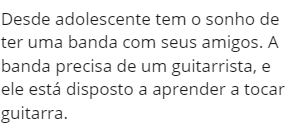 Desde adolescente tem o sonho de
ter uma banda com seus amigos. A
banda precisa de um guitarrista, e
ele está disposto a aprender a tocar
guitarra.